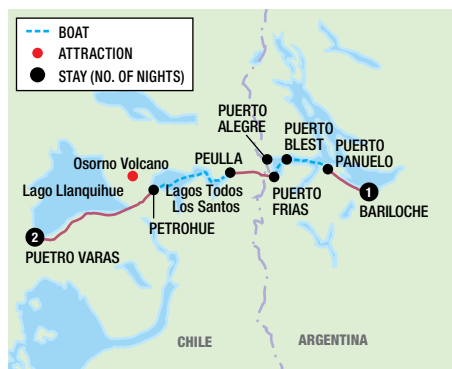 BOAT
ATTRACTION
STAY (NO. OF NIGHTS)
PUERTO
ALEGRE
PUERTO
BLEST
PUERTO
PANUELO
Osorno Volcano
PEULLA
Lago Llanquihue
Lagos Todos
Los Santos
PUERTO
FRIAS
1
BARILOCHE
PETROHUE
2
PUETRO VARAS
CHILE
ARGENTINA